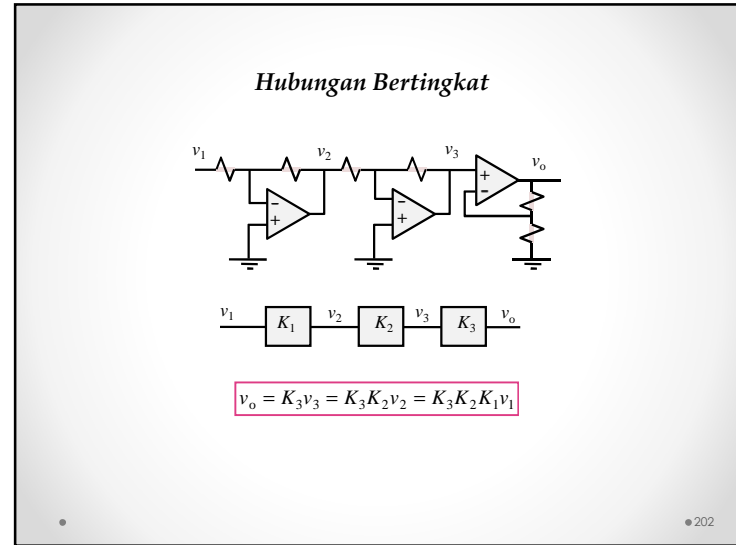 Hubungan Bertingkat
v₁ v₂ v₃ vₒ
+ −
− −
+ +
v₁ K₁ v₂ K₂ v₃ K₃ vₒ
vₒ = K₃v₃ = K₃K₂v₂ = K₃K₂K₁v₁
202